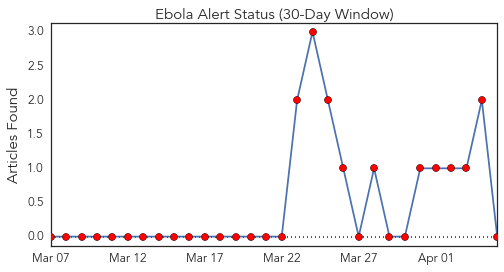 Ebola Alert Status (30-Day Window)
Articles Found
3.0
2.5
2.0
1.5
1.0
0.5
0.0
Mar 07 Mar 12 Mar 17 Mar 22 Mar 27 Apr 01